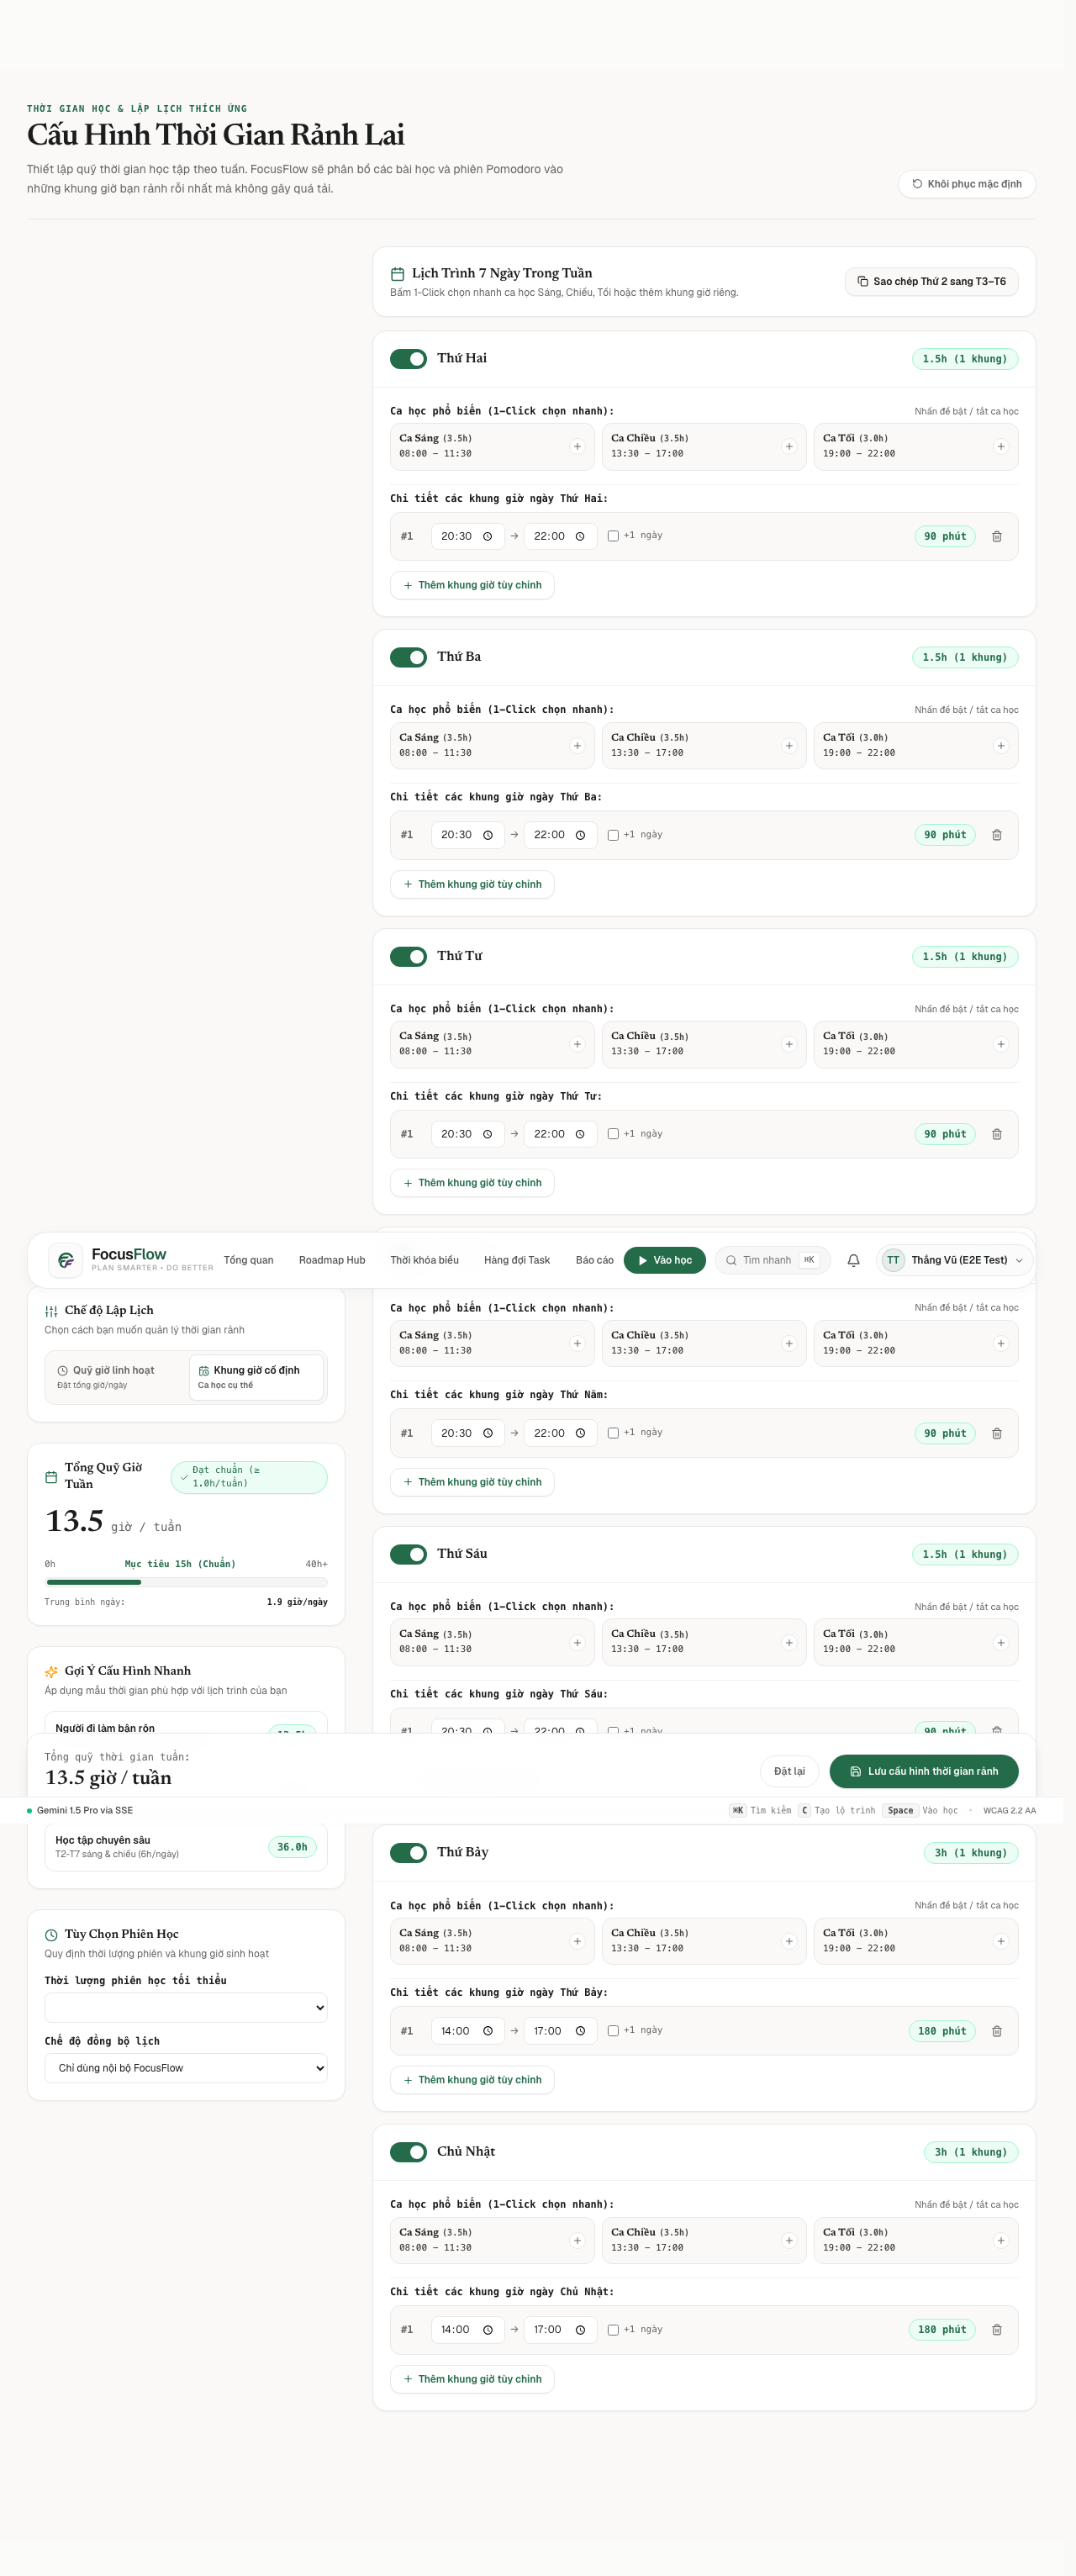 THỜI GIAN HỌC & LẬP LỊCH THÍCH ỨNG
Cấu Hình Thời Gian Rảnh Lai
Thiết lập quỹ thời gian học tập theo tuần. FocusFlow sẽ phân bổ các bài học và phiên Pomodoro vào
những khung giờ bạn rảnh rỗi nhất mà không gây quá tải.
Khôi phục mặc định
Lịch Trình 7 Ngày Trong Tuần
Bấm 1-Click chọn nhanh ca học Sáng, Chiều, Tối hoặc thêm khung giờ riêng.
Sao chép Thứ 2 sang T3–T6
Thứ Hai
1.5h (1 khung)
Ca học phổ biến (1-Click chọn nhanh):
Nhấn để bật / tắt ca học
Ca Sáng (3.5h)
08:00 – 11:30
Ca Chiều (3.5h)
13:30 – 17:00
Ca Tối (3.0h)
19:00 – 22:00
Chi tiết các khung giờ ngày Thứ Hai:
#1 20:30 → 22:00 +1 ngày 90 phút
+ Thêm khung giờ tùy chỉnh
Thứ Ba
1.5h (1 khung)
Ca học phổ biến (1-Click chọn nhanh):
Nhấn để bật / tắt ca học
Ca Sáng (3.5h)
08:00 – 11:30
Ca Chiều (3.5h)
13:30 – 17:00
Ca Tối (3.0h)
19:00 – 22:00
Chi tiết các khung giờ ngày Thứ Ba:
#1 20:30 → 22:00 +1 ngày 90 phút
+ Thêm khung giờ tùy chỉnh
Thứ Tư
1.5h (1 khung)
Ca học phổ biến (1-Click chọn nhanh):
Nhấn để bật / tắt ca học
Ca Sáng (3.5h)
08:00 – 11:30
Ca Chiều (3.5h)
13:30 – 17:00
Ca Tối (3.0h)
19:00 – 22:00
Chi tiết các khung giờ ngày Thứ Tư:
#1 20:30 → 22:00 +1 ngày 90 phút
+ Thêm khung giờ tùy chỉnh
FocusFlow
PLAN SMARTER • DO BETTER
Tổng quan
Roadmap Hub
Thời khóa biểu
Hàng đợi Task
Báo cáo
Vào học
Tìm nhanh ⌘K
TT Thắng Vũ (E2E Test)
Chế độ Lập Lịch
Chọn cách bạn muốn quản lý thời gian rảnh
Quỹ giờ linh hoạt
Đặt tổng giờ/ngày
Khung giờ cố định
Ca học cụ thể
Tổng Quỹ Giờ
Tuần
Đạt chuẩn (≥
1.0h/tuần)
13.5 giờ / tuần
0h
Mục tiêu 15h (Chuẩn)
40h+
Trung bình ngày:
1.9 giờ/ngày
Gợi Ý Cấu Hình Nhanh
Áp dụng mẫu thời gian phù hợp với lịch trình của bạn
Người đi làm bận rộn
Ca học phổ biến (1-Click chọn nhanh):
Nhấn để bật / tắt ca học
Ca Sáng (3.5h)
08:00 – 11:30
Ca Chiều (3.5h)
13:30 – 17:00
Ca Tối (3.0h)
19:00 – 22:00
Chi tiết các khung giờ ngày Thứ Năm:
#1 20:30 → 22:00 +1 ngày 90 phút
+ Thêm khung giờ tùy chỉnh
Thứ Sáu
1.5h (1 khung)
Ca học phổ biến (1-Click chọn nhanh):
Nhấn để bật / tắt ca học
Ca Sáng (3.5h)
08:00 – 11:30
Ca Chiều (3.5h)
13:30 – 17:00
Ca Tối (3.0h)
19:00 – 22:00
Chi tiết các khung giờ ngày Thứ Sáu:
#1 20:30 → 22:00 +1 ngày 90 phút
Tổng quỹ thời gian tuần:
13.5 giờ / tuần
Đặt lại
Lưu cấu hình thời gian rảnh
Gemini 1.5 Pro via SSE
⌘K Tìm kiếm C Tạo lộ trình Space Vào học · WCAG 2.2 AA
Học tập chuyên sâu
T2-T7 sáng & chiều (6h/ngày)
36.0h
Tùy Chọn Phiên Học
Quy định thời lượng phiên và khung giờ sinh hoạt
Thời lượng phiên học tối thiểu
Chế độ đồng bộ lịch
Chỉ dùng nội bộ FocusFlow
Thứ Bảy
3h (1 khung)
Ca học phổ biến (1-Click chọn nhanh):
Nhấn để bật / tắt ca học
Ca Sáng (3.5h)
08:00 – 11:30
Ca Chiều (3.5h)
13:30 – 17:00
Ca Tối (3.0h)
19:00 – 22:00
Chi tiết các khung giờ ngày Thứ Bảy:
#1 14:00 → 17:00 +1 ngày 180 phút
+ Thêm khung giờ tùy chỉnh
Chủ Nhật
3h (1 khung)
Ca học phổ biến (1-Click chọn nhanh):
Nhấn để bật / tắt ca học
Ca Sáng (3.5h)
08:00 – 11:30
Ca Chiều (3.5h)
13:30 – 17:00
Ca Tối (3.0h)
19:00 – 22:00
Chi tiết các khung giờ ngày Chủ Nhật:
#1 14:00 → 17:00 +1 ngày 180 phút
+ Thêm khung giờ tùy chỉnh